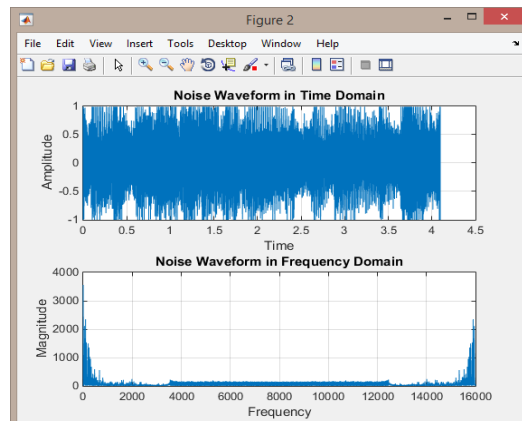 Figure 2
File Edit View Insert Tools Desktop Window Help
Noise Waveform in Time Domain
1
0.5
0
-0.5
-1
Amplitude
0 0.5 1 1.5 2 2.5 3 3.5 4 4.5
Time
Noise Waveform in Frequency Domain
4000
3000
2000
1000
0
Magnitude
0 2000 4000 6000 8000 10000 12000 14000 16000
Frequency